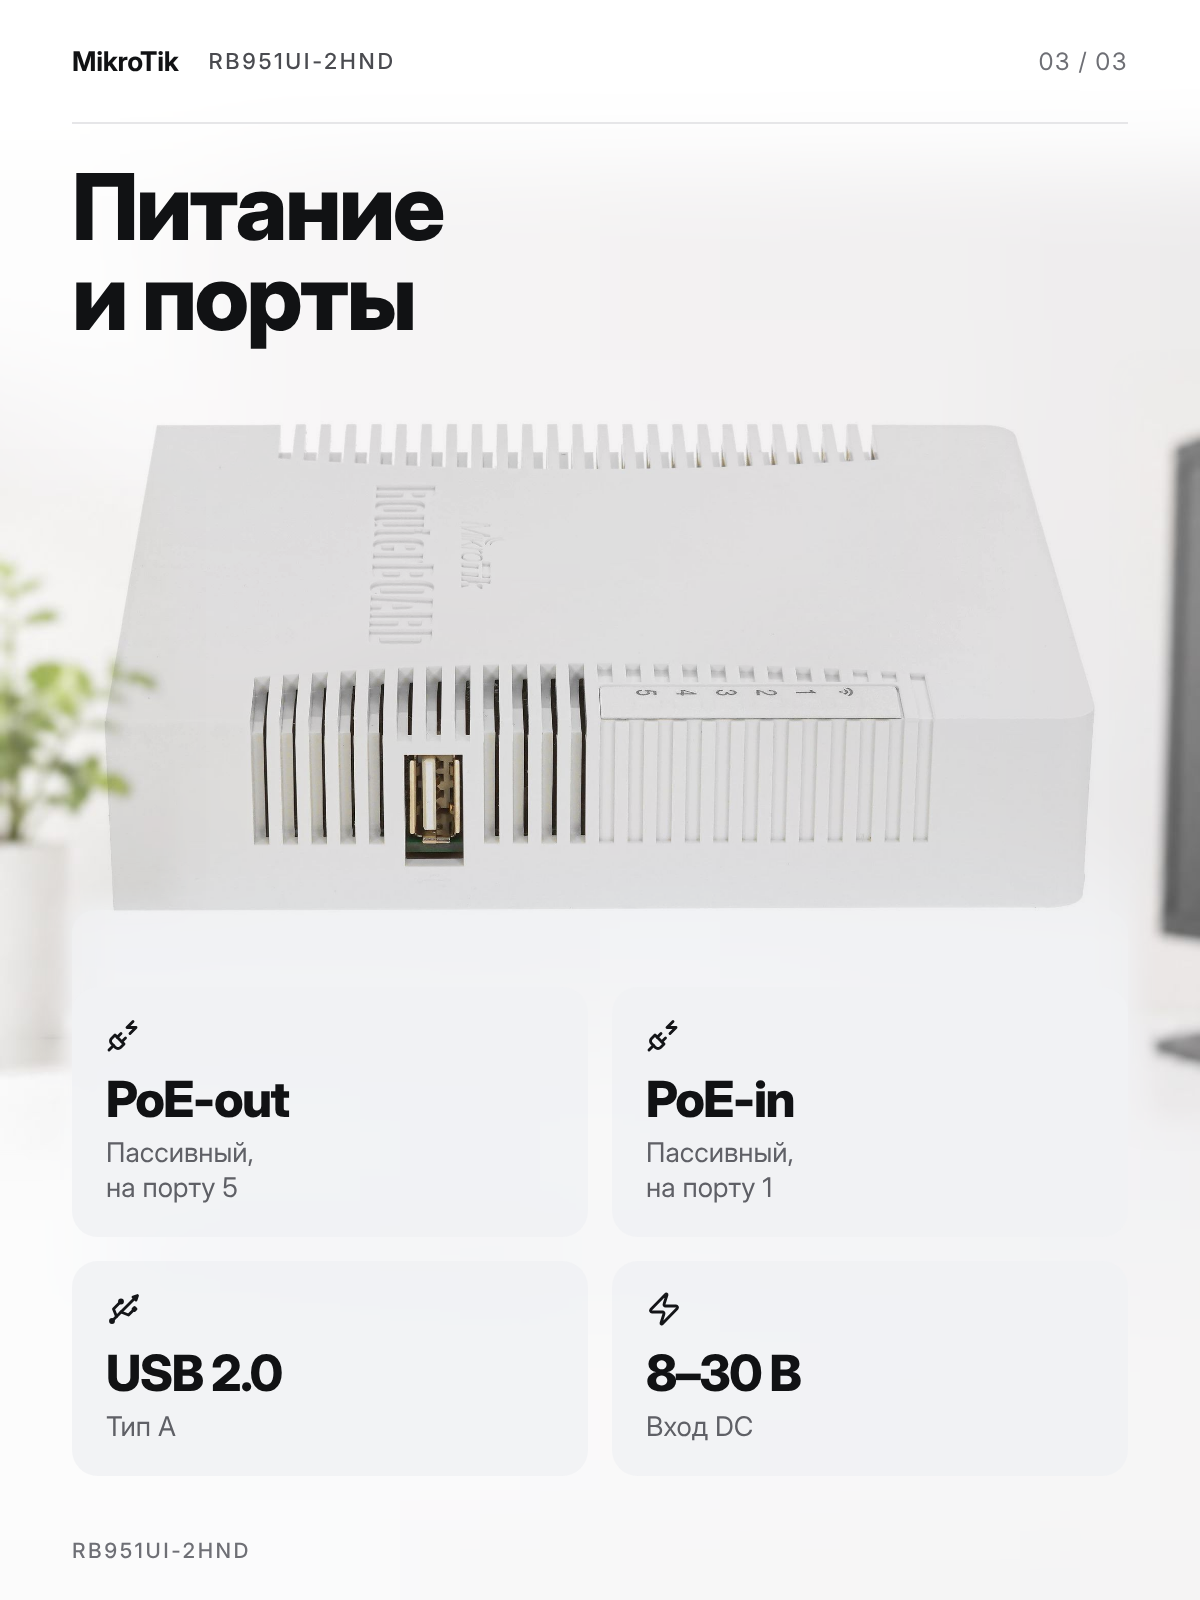 MikroTik RB951UI-2HND 03 / 03
Питание
и порты
RouterBOARD
MikroTik
5 4 3 2 1
PoE-out
Пассивный,
на порту 5
PoE-in
Пассивный,
на порту 1
USB 2.0
Тип A
8–30 В
Вход DC
RB951UI-2HND